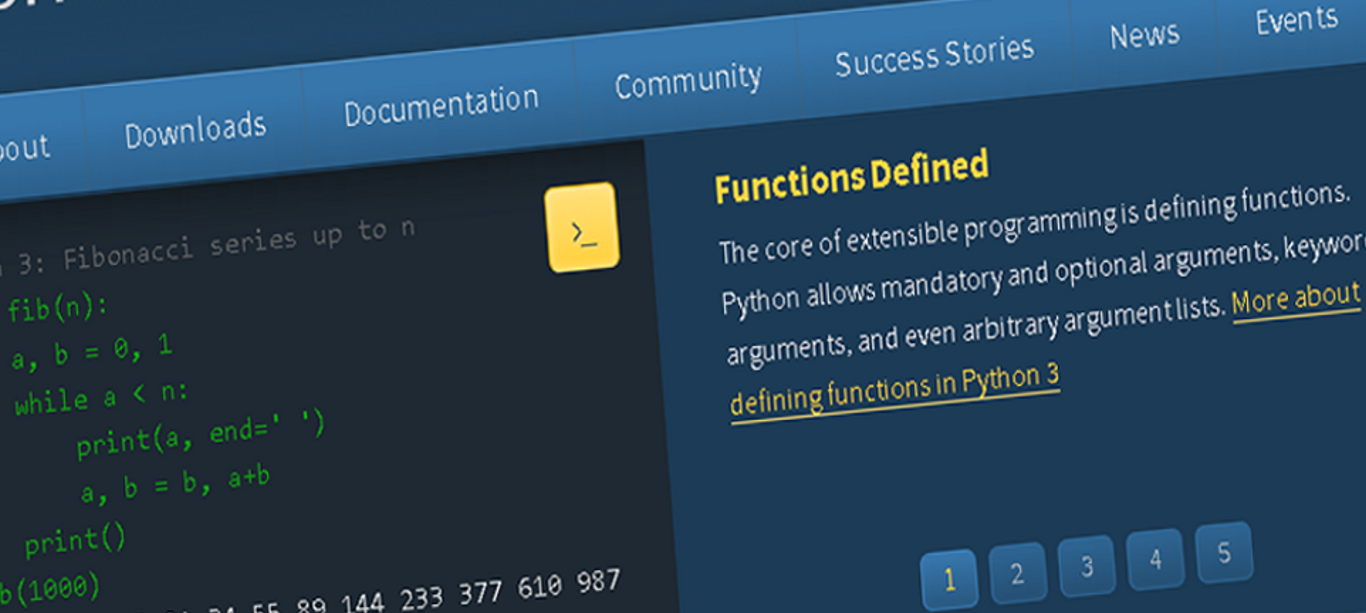 Downloads
Documentation
Community
Success Stories
News
Events
3: Fibonacci series up to n
fib(n):
a, b = 0, 1
while a < n:
print(a, end=' ')
a, b = b, a+b
print()
b(1000)
55 89 144 233 377 610 987
>_
Functions Defined
The core of extensible programming is defining functions.
Python allows mandatory and optional arguments, keywor
arguments, and even arbitrary argument lists. More about
defining functions in Python 3
1 2 3 4 5